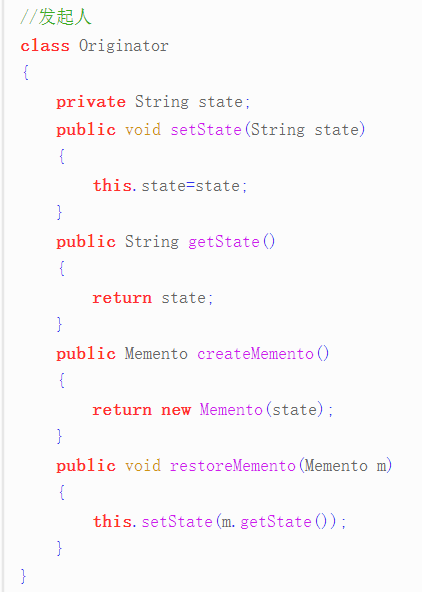 //发起人
class Originator
{
    private String state;
    public void setState(String state)
    {
        this.state=state;
    }
    public String getState()
    {
        return state;
    }
    public Memento createMemento()
    {
        return new Memento(state);
    }
    public void restoreMemento(Memento m)
    {
        this.setState(m.getState());
    }
}